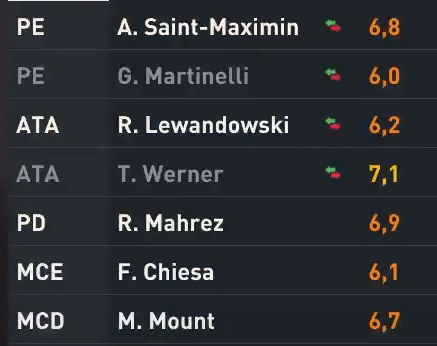 PE A. Saint-Maximin 6,8
PE G. Martinelli 6,0
ATA R. Lewandowski 6,2
ATA T. Werner 7,1
PD R. Mahrez 6,9
MCE F. Chiesa 6,1
MCD M. Mount 6,7